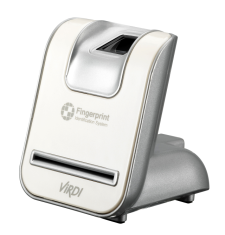 Fingerprint
Identification System
ViRDI